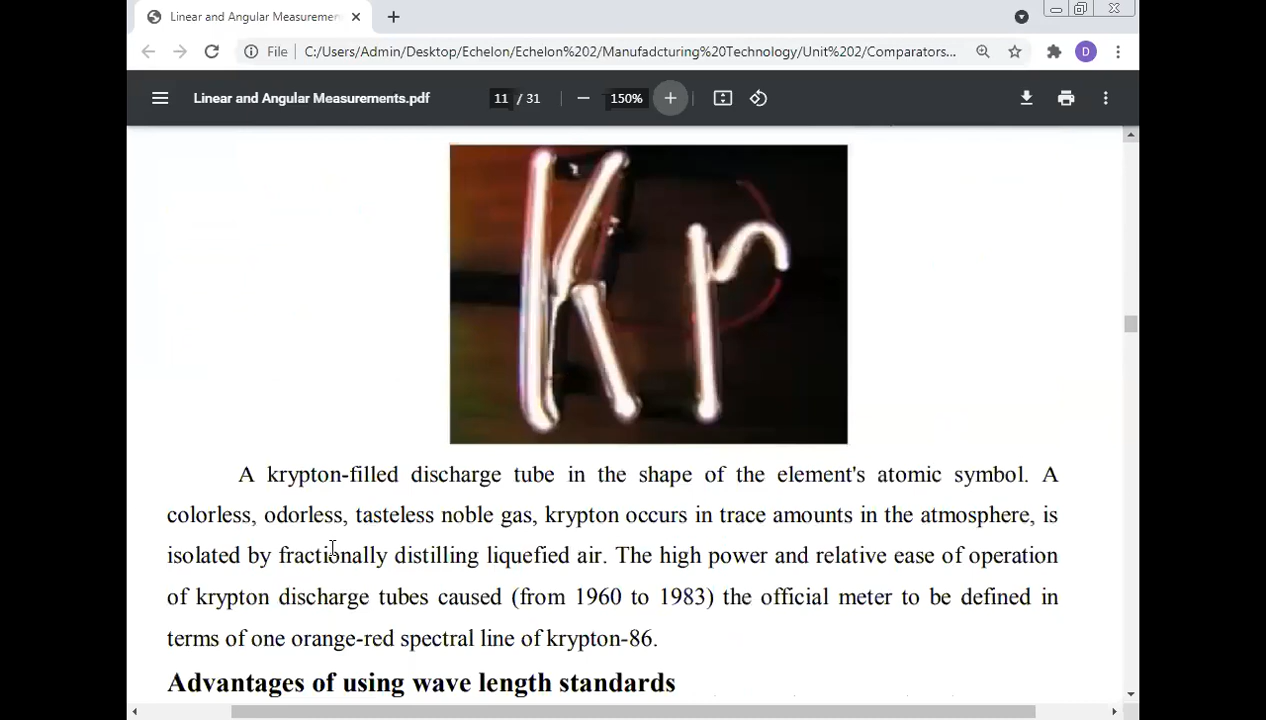 Linear and Angular Measuremen
File
C:/Users/Admin/Desktop/Echelon/Echelon%202/Manufadcturing%20Technology/Unit%202/Comparators...
D
Linear and Angular Measurements.pdf
11 / 31
150%
Kr
A krypton-filled discharge tube in the shape of the element's atomic symbol. A
colorless, odorless, tasteless noble gas, krypton occurs in trace amounts in the atmosphere, is
isolated by fractionally distilling liquefied air. The high power and relative ease of operation
of krypton discharge tubes caused (from 1960 to 1983) the official meter to be defined in
terms of one orange-red spectral line of krypton-86.
Advantages of using wave length standards